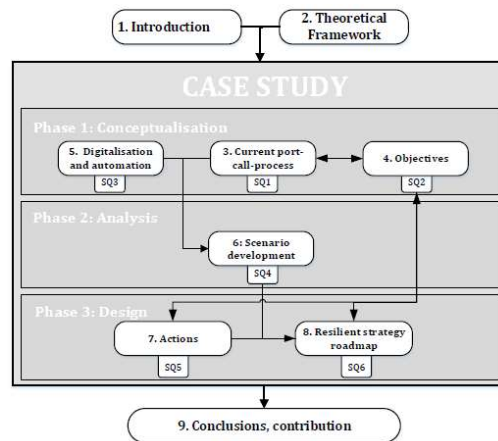 1. Introduction
2. Theoretical
Framework
CASE STUDY
Phase 1: Conceptualisation
5. Digitalisation
and automation
SQ3
3. Current port-
call-process
SQ1
4. Objectives
SQ2
Phase 2: Analysis
6: Scenario
development
SQ4
Phase 3: Design
7. Actions
SQ5
8. Resilient strategy
roadmap
SQ6
9. Conclusions, contribution